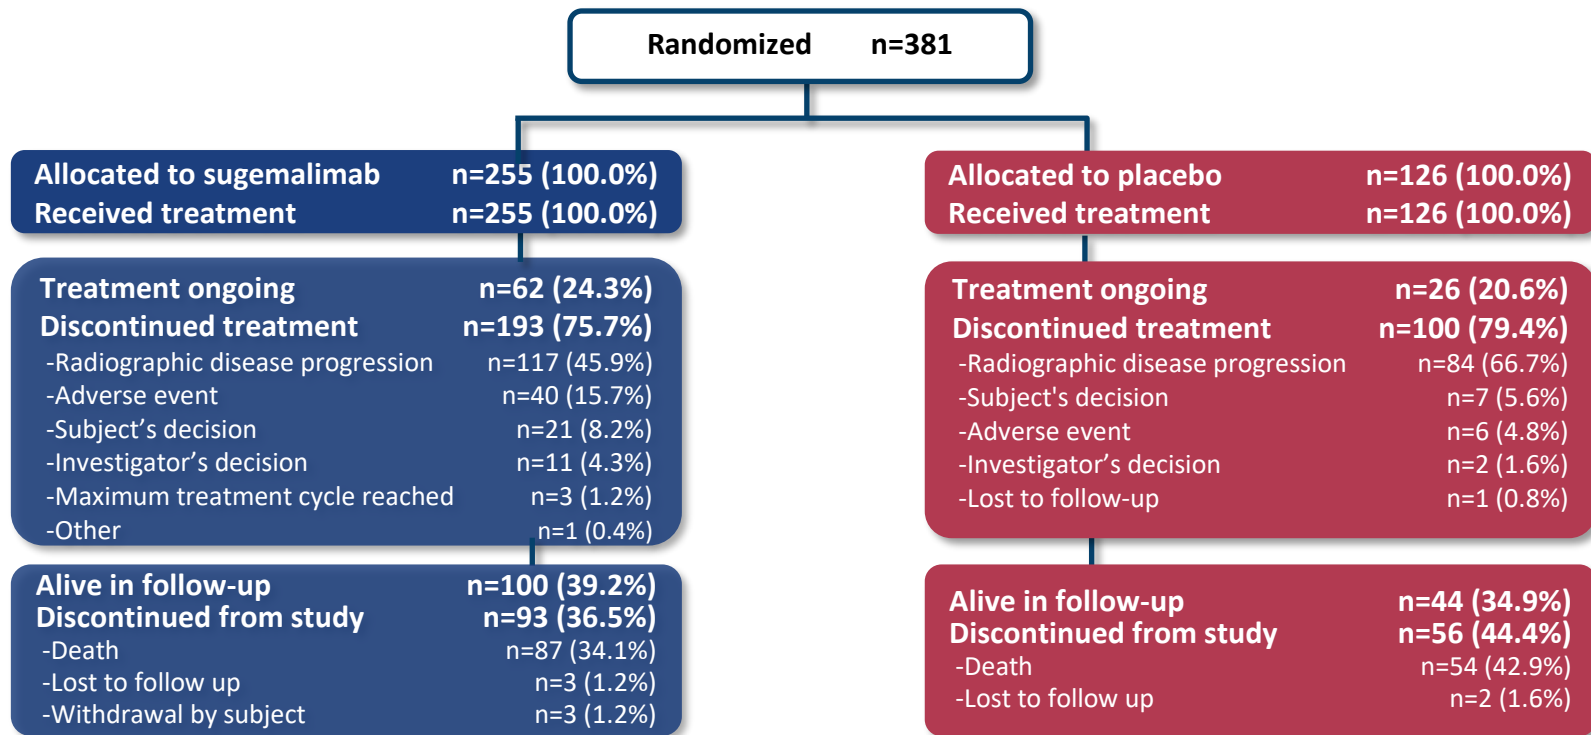 Randomized n=381
Allocated to sugemalimab n=255 (100.0%)
Received treatment n=255 (100.0%)
Treatment ongoing n=62 (24.3%)
Discontinued treatment n=193 (75.7%)
-Radiographic disease progression n=117 (45.9%)
-Adverse event n=40 (15.7%)
-Subject’s decision n=21 (8.2%)
-Investigator’s decision n=11 (4.3%)
-Maximum treatment cycle reached n=3 (1.2%)
-Other n=1 (0.4%)
Alive in follow-up n=100 (39.2%)
Discontinued from study n=93 (36.5%)
-Death n=87 (34.1%)
-Lost to follow up n=3 (1.2%)
-Withdrawal by subject n=3 (1.2%)
Allocated to placebo n=126 (100.0%)
Received treatment n=126 (100.0%)
Treatment ongoing n=26 (20.6%)
Discontinued treatment n=100 (79.4%)
-Radiographic disease progression n=84 (66.7%)
-Subject's decision n=7 (5.6%)
-Adverse event n=6 (4.8%)
-Investigator’s decision n=2 (1.6%)
-Lost to follow-up n=1 (0.8%)
Alive in follow-up n=44 (34.9%)
Discontinued from study n=56 (44.4%)
-Death n=54 (42.9%)
-Lost to follow up n=2 (1.6%)